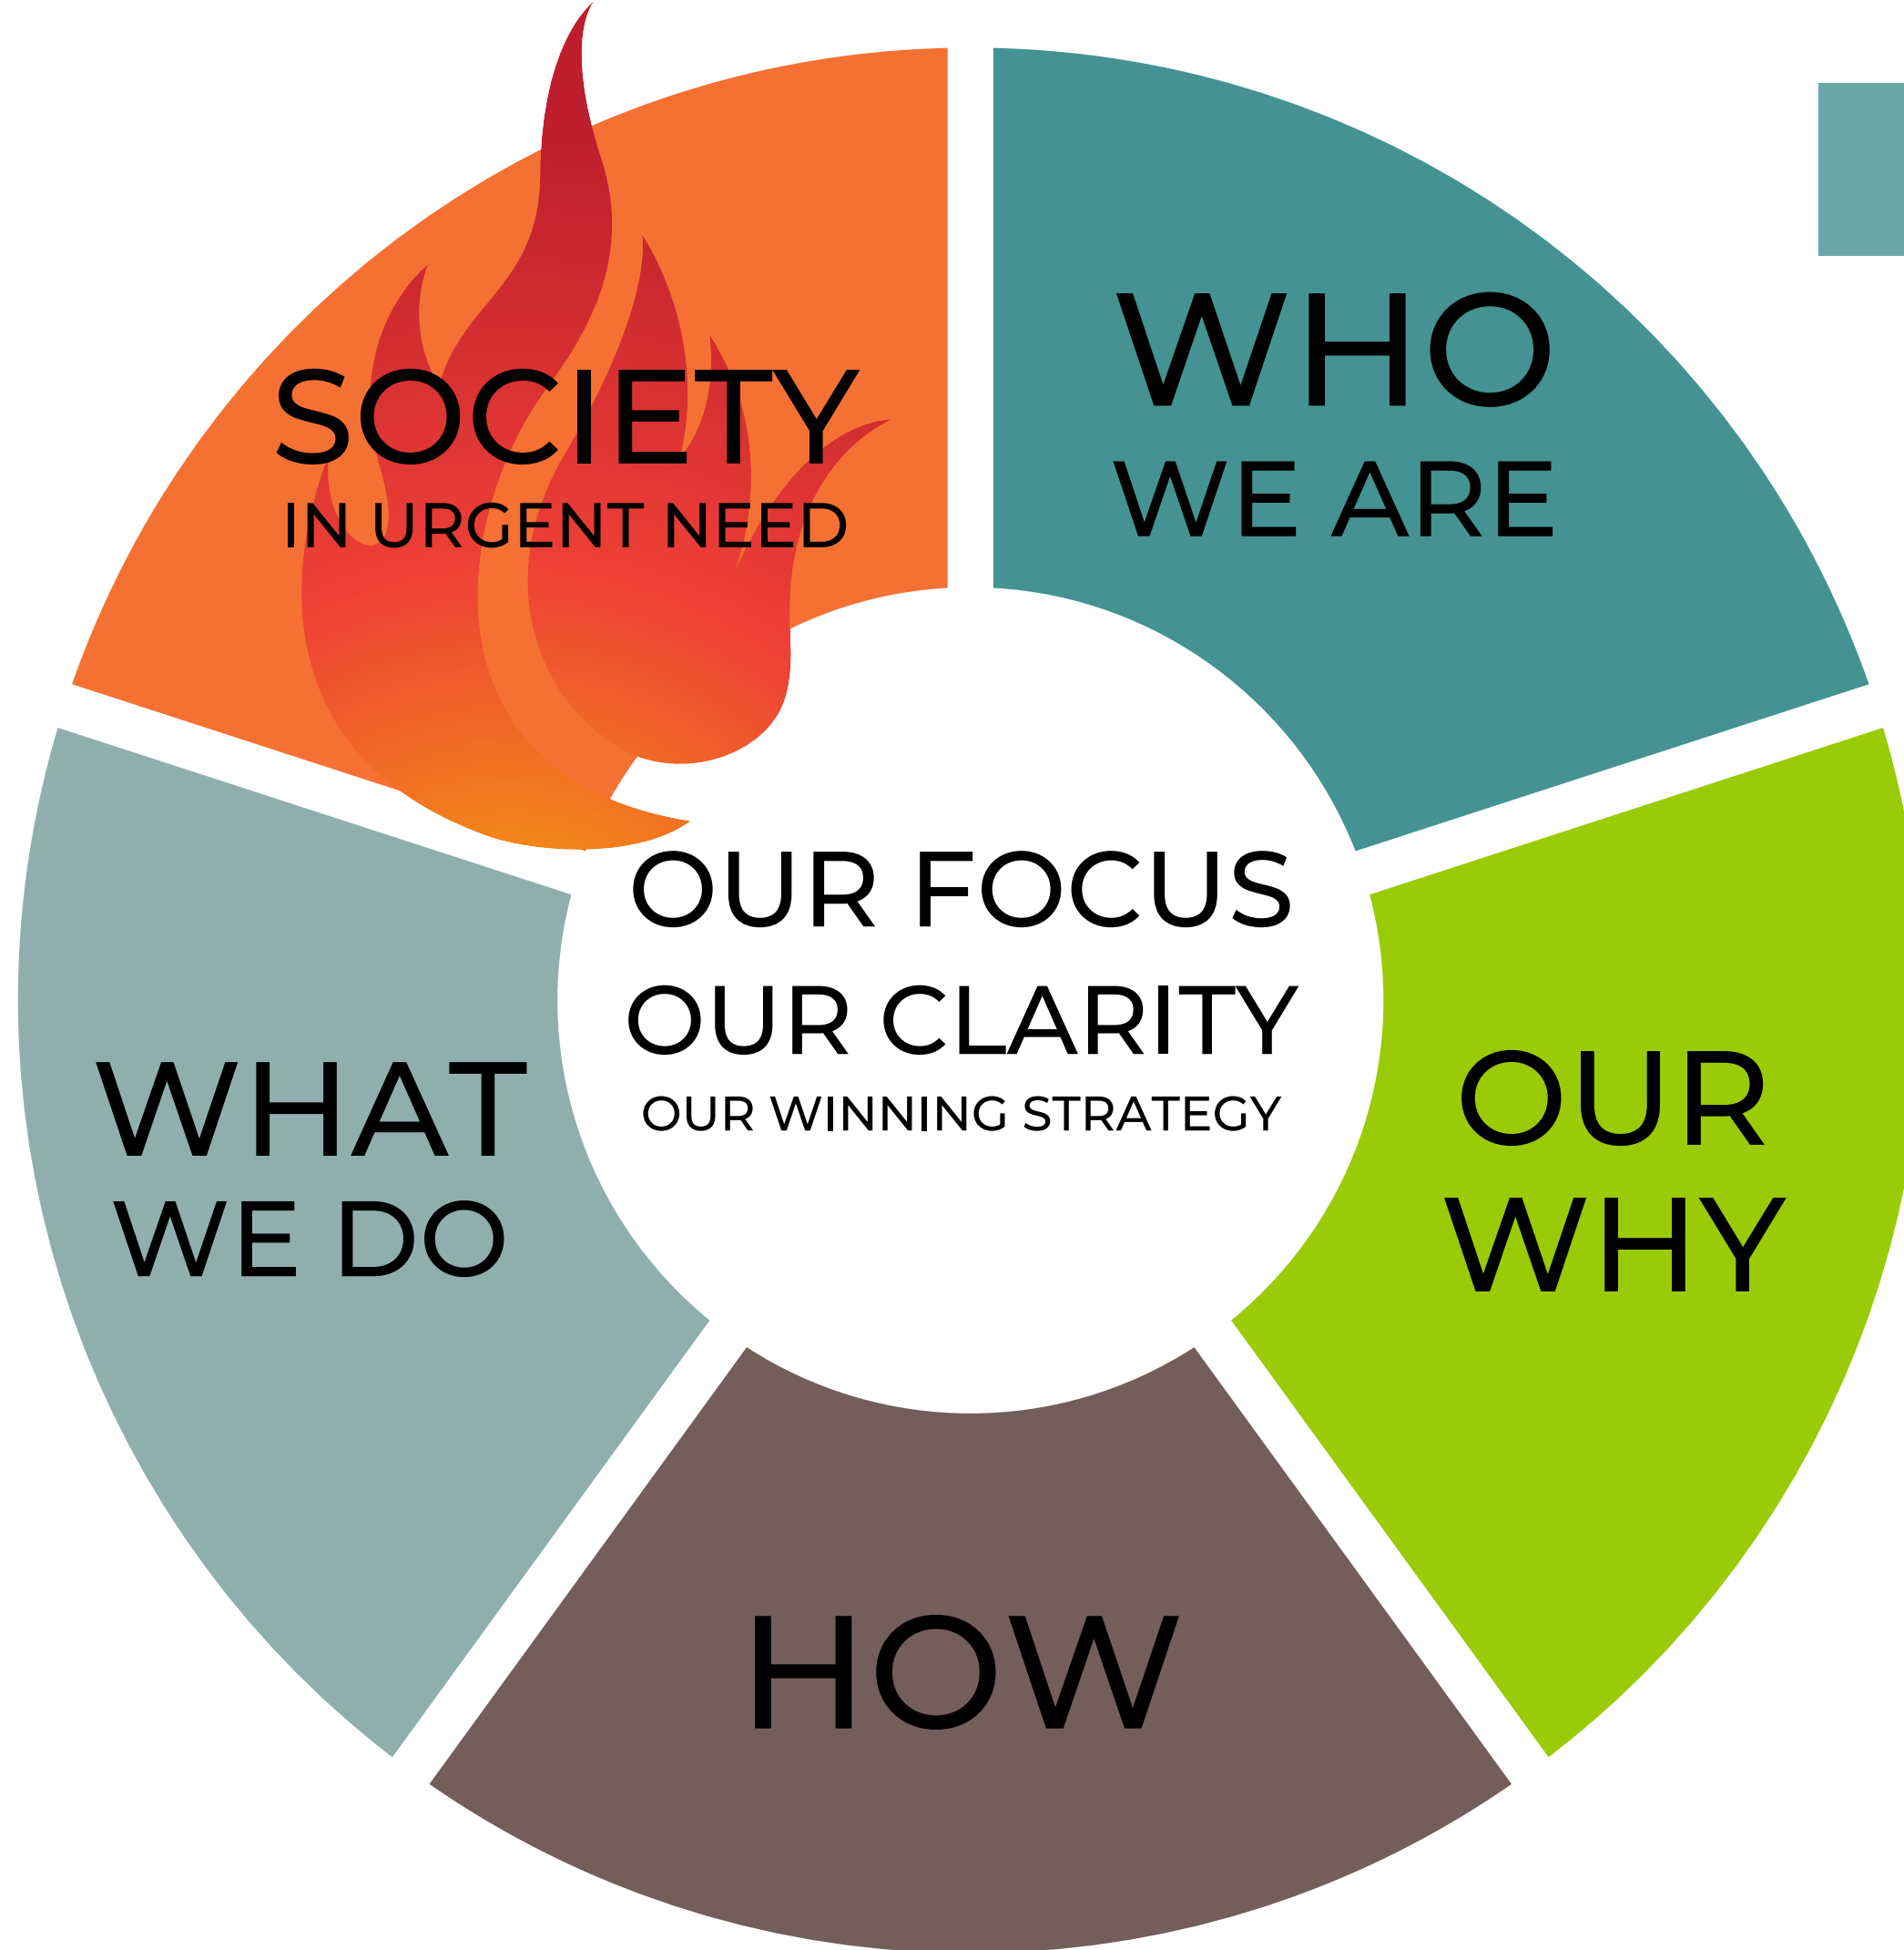 SOCIETY
IN URGENT NEED
WHO
WE ARE
OUR FOCUS
OUR CLARITY
OUR WINNING STRATEGY
WHAT
WE DO
OUR
WHY
HOW